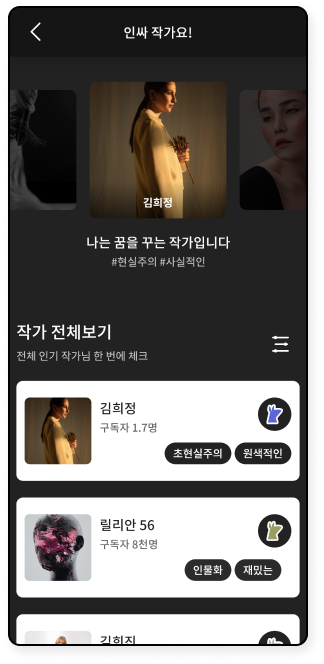 인싸 작가요!
김희정
나는 꿈을 꾸는 작가입니다
#현실주의 #사실적인
작가 전체보기
전체 인기 작가님 한 번에 체크
김희정
구독자 1.7명
초현실주의 원색적인
릴리안 56
구독자 8천명
인물화 재밌는